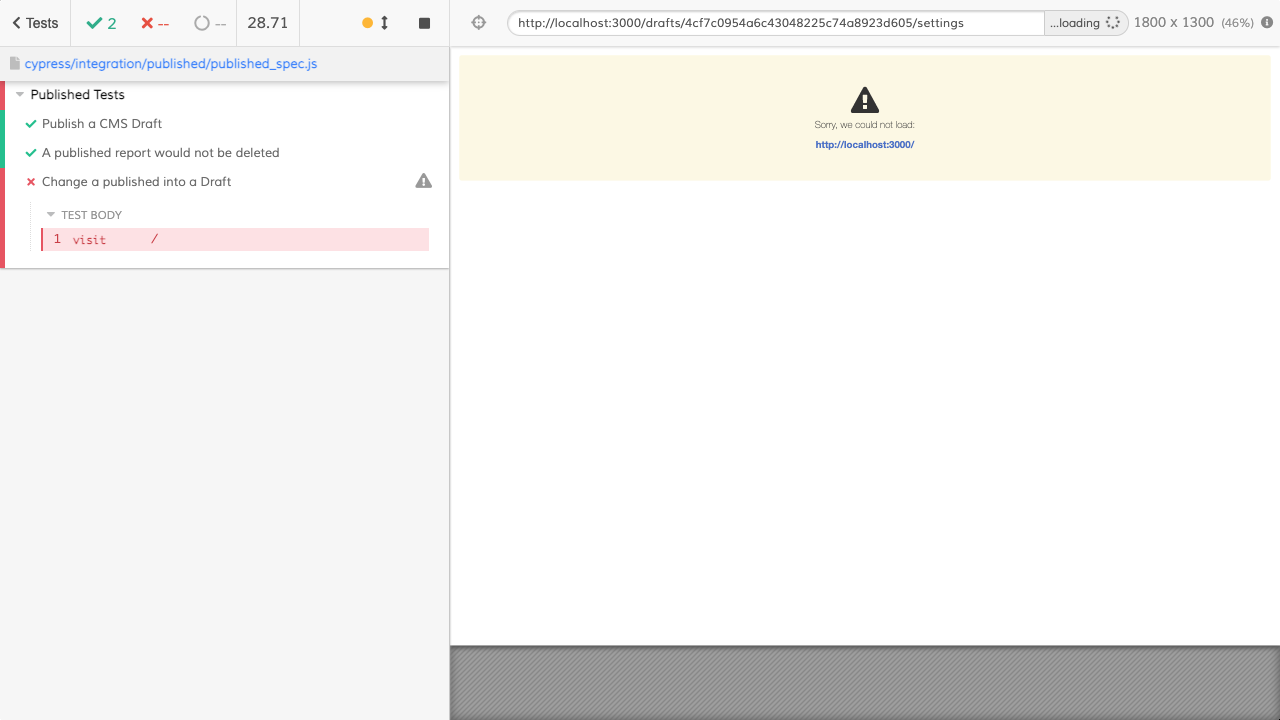 Tests 2 -- -- 28.71
http://localhost:3000/drafts/4cf7c0954a6c43048225c74a8923d605/settings ...loading 1800 x 1300 (46%)
cypress/integration/published/published_spec.js
Published Tests
Publish a CMS Draft
A published report would not be deleted
Change a published into a Draft
TEST BODY
1 visit /
Sorry, we could not load:
http://localhost:3000/